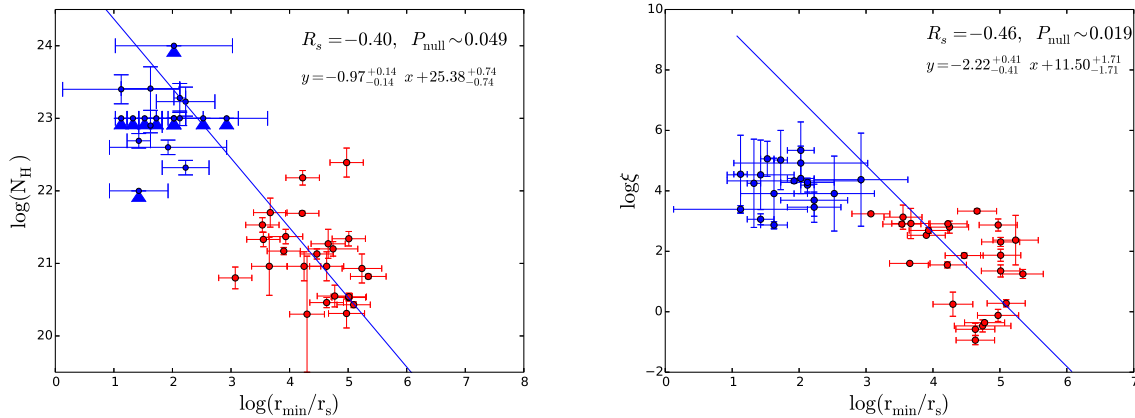 R_s = −0.40, P_null ∼ 0.049
y = −0.97^{+0.14}_{−0.14} x + 25.38^{+0.74}_{−0.74}
log(N_H)
24
23
22
21
20
0 1 2 3 4 5 6 7 8
log(r_min/r_s)
R_s = −0.46, P_null ∼ 0.019
y = −2.22^{+0.41}_{−0.41} x + 11.50^{+1.71}_{−1.71}
logξ
10
8
6
4
2
0
−2
0 1 2 3 4 5 6 7
log(r_min/r_s)